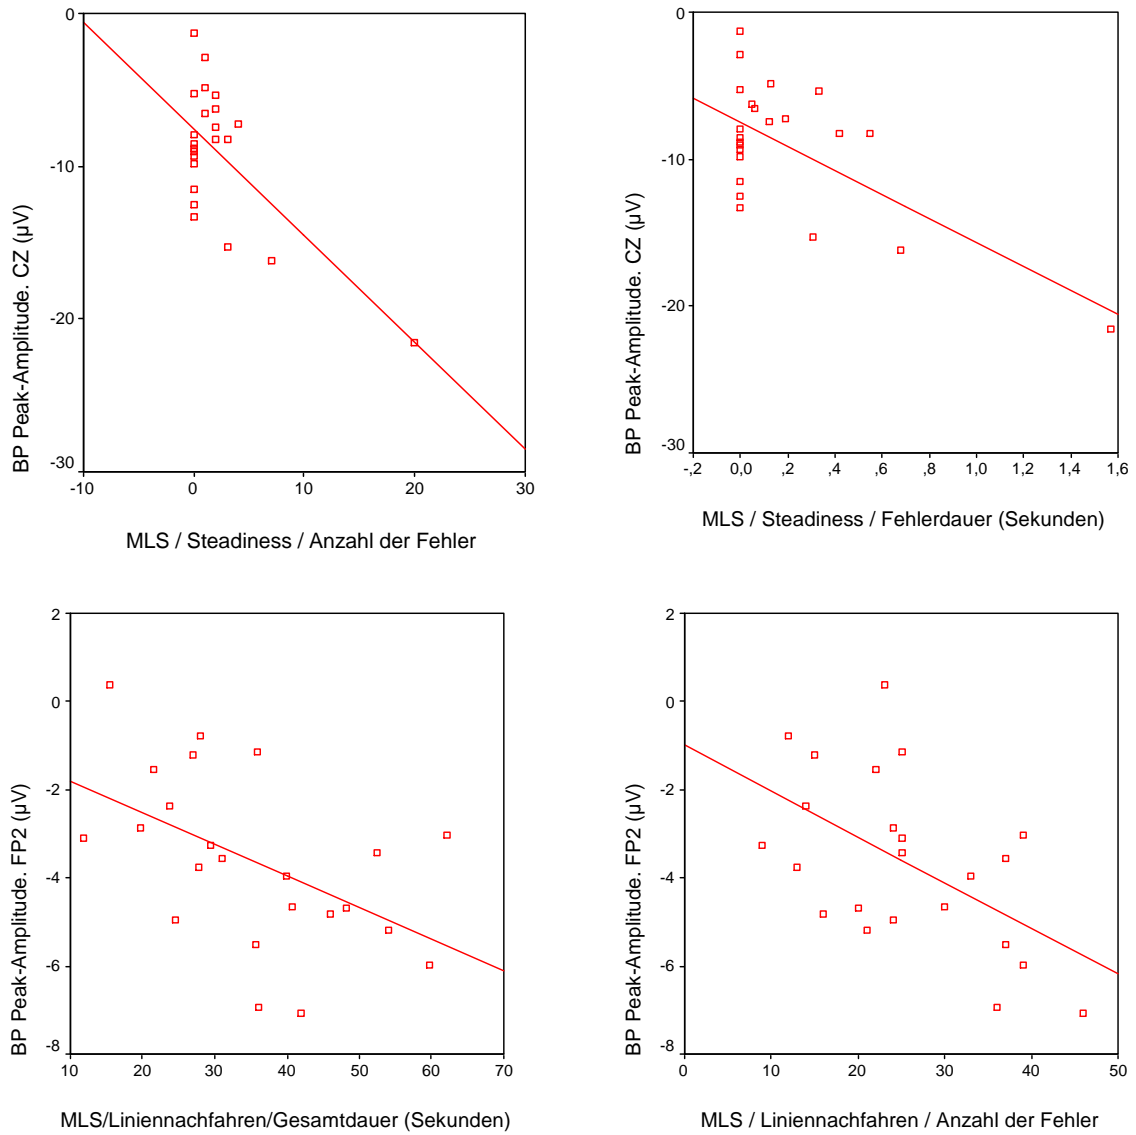 0
-10
-20
-30
-10 0 10 20 30
BP Peak-Amplitude. CZ (µV)
MLS / Steadiness / Anzahl der Fehler
0
-10
-20
-30
-,2 0,0 ,2 ,4 ,6 ,8 1,0 1,2 1,4 1,6
BP Peak-Amplitude. CZ (µV)
MLS / Steadiness / Fehlerdauer (Sekunden)
2
0
-2
-4
-6
-8
10 20 30 40 50 60 70
BP Peak-Amplitude. FP2 (µV)
MLS/Liniennachfahren/Gesamtdauer (Sekunden)
2
0
-2
-4
-6
-8
0 10 20 30 40 50
BP Peak-Amplitude. FP2 (µV)
MLS / Liniennachfahren / Anzahl der Fehler